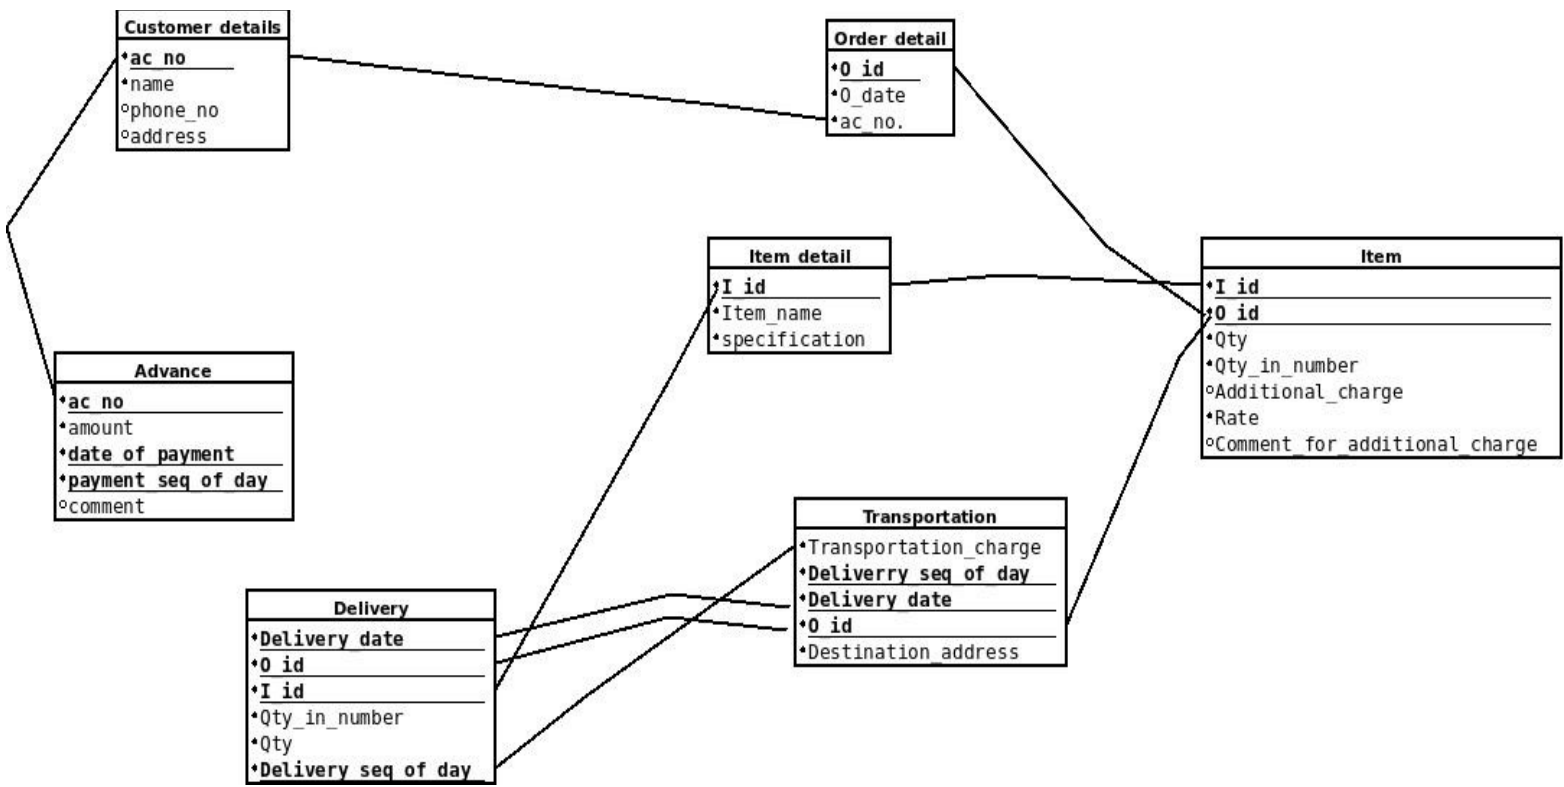 Customer details
ac_no
name
phone_no
address
Order detail
O_id
O_date
ac_no.
Item detail
I_id
Item_name
specification
Item
I_id
O_id
Qty
Qty_in_number
Additional_charge
Rate
Comment_for_additional_charge
Advance
ac_no
amount
date_of_payment
payment_seq_of_day
comment
Transportation
Transportation_charge
Deliverry_seq_of_day
Delivery_date
O_id
Destination_address
Delivery
Delivery_date
O_id
I_id
Qty_in_number
Qty
Delivery_seq_of_day